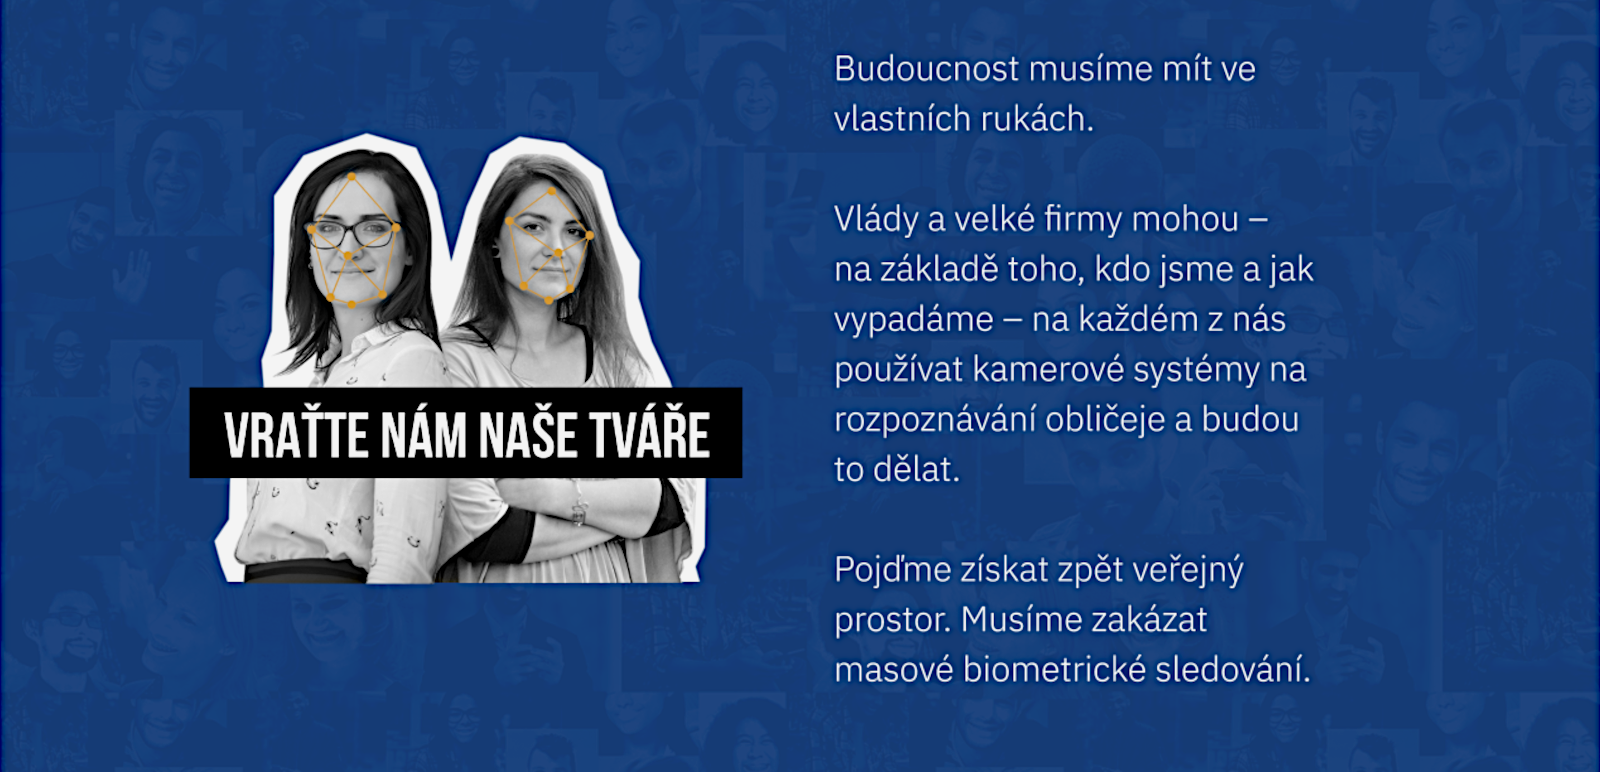 VRAŤTE NÁM NAŠE TVÁŘE
Budoucnost musíme mít ve
vlastních rukách.
Vlády a velké firmy mohou –
na základě toho, kdo jsme a jak
vypadáme – na každém z nás
používat kamerové systémy na
rozpoznávání obličeje a budou
to dělat.
Pojďme získat zpět veřejný
prostor. Musíme zakázat
masové biometrické sledování.